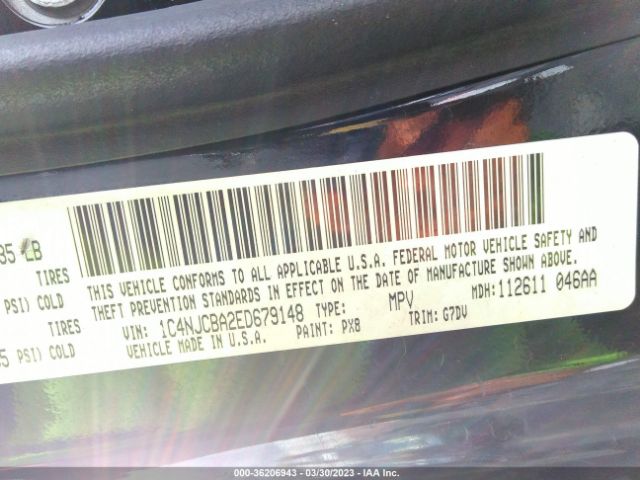 35 LB
TIRES
PSI) COLD
TIRES
35 PSI) COLD
THIS VEHICLE CONFORMS TO ALL APPLICABLE U.S.A. FEDERAL MOTOR VEHICLE SAFETY AND
THEFT PREVENTION STANDARDS IN EFFECT ON THE DATE OF MANUFACTURE SHOWN ABOVE.
VIN: 1C4NJCBA2ED679148 TYPE: MPV MDH:112611 046AA
VEHICLE MADE IN U.S.A. PAINT: PX8 TRIM: G7DV
000-36206943 - 03/30/2023 - IAA Inc.